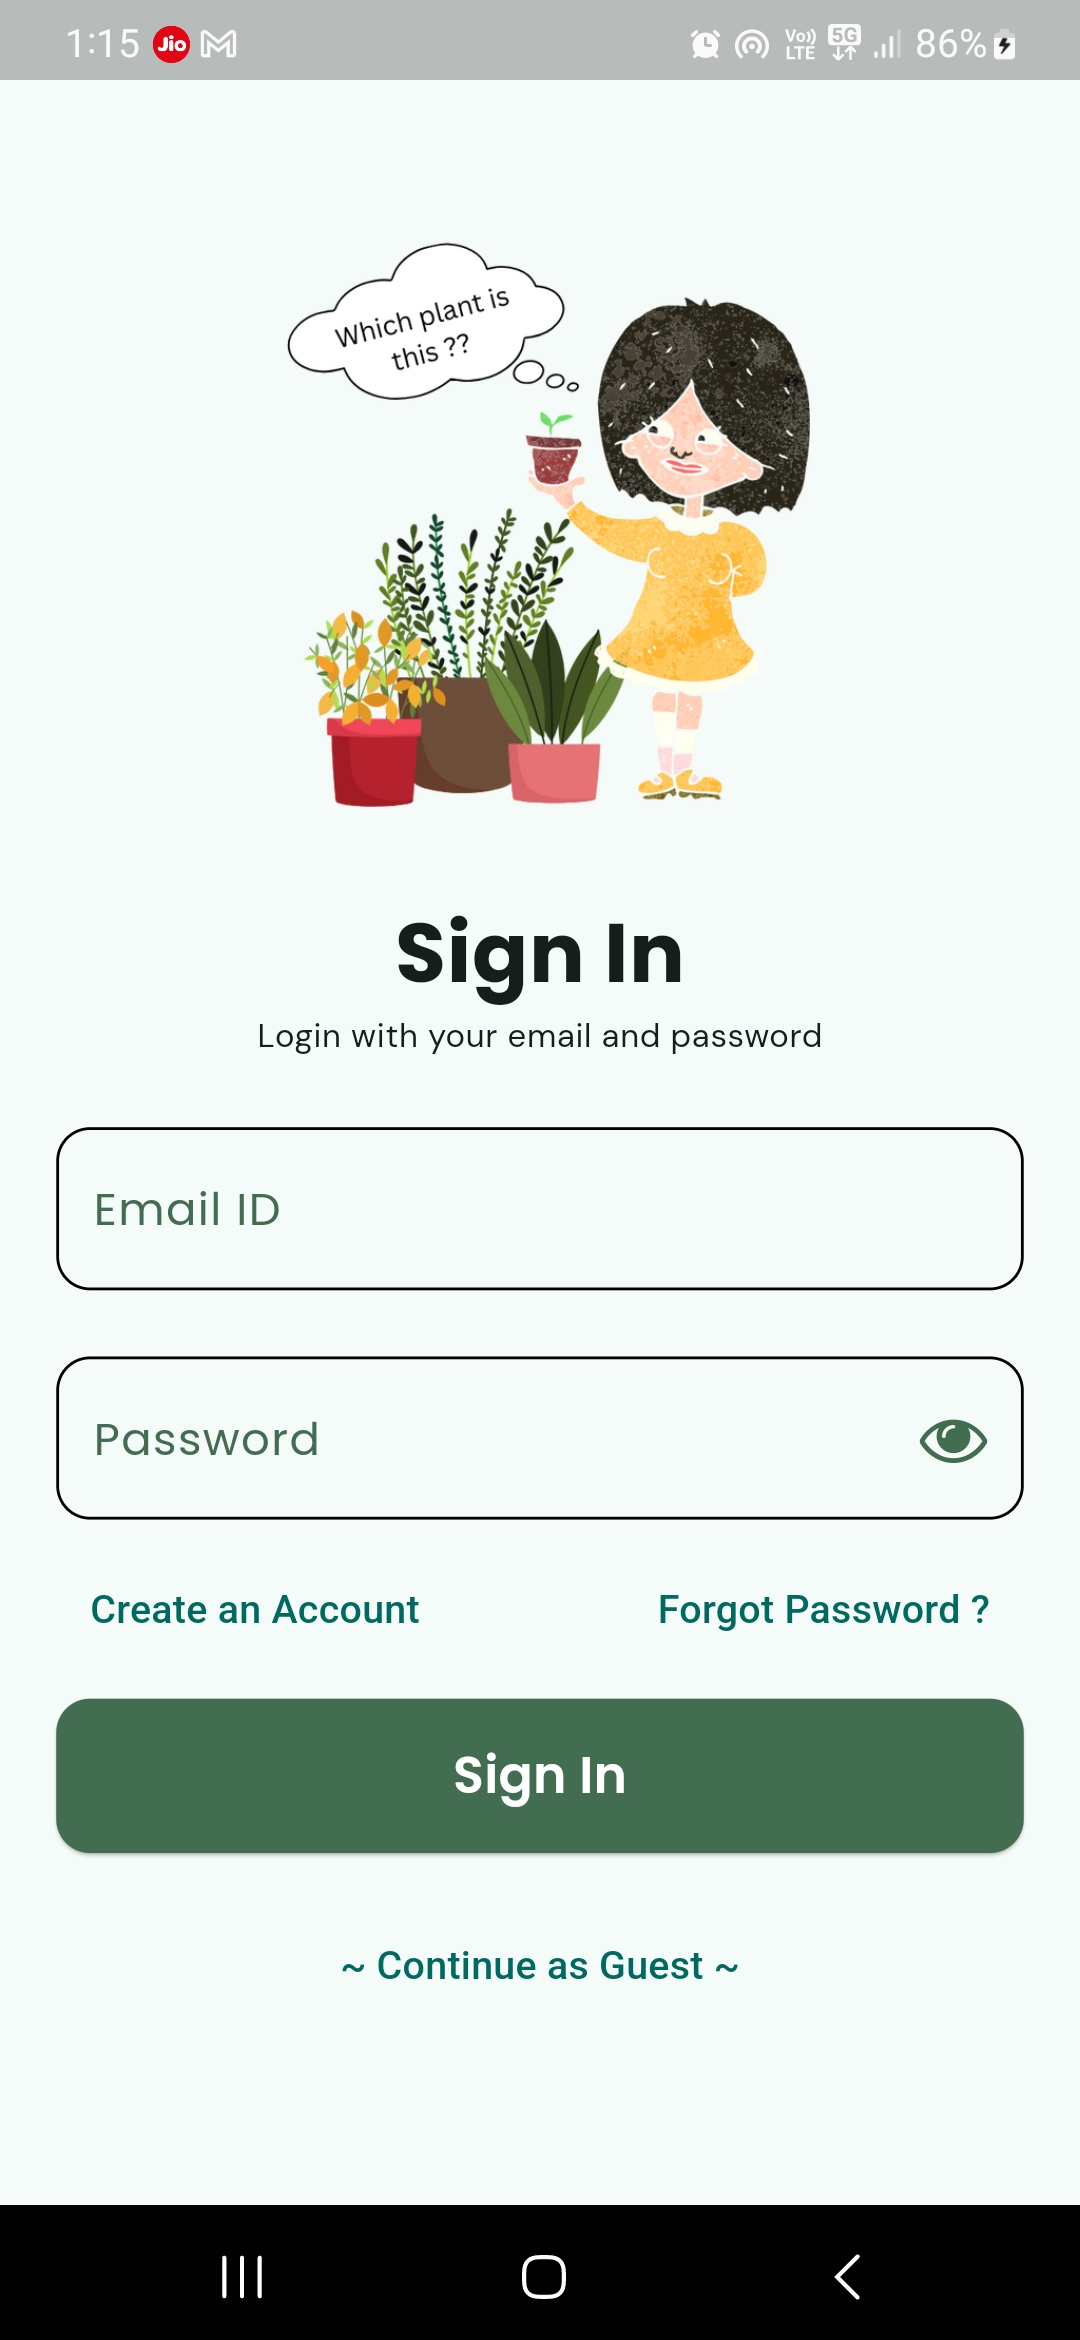 1:15 Jio Vo)) LTE 5G 86%
Which plant is
this ??
Sign In
Login with your email and password
Email ID
Password
Create an Account Forgot Password ?
Sign In
~ Continue as Guest ~